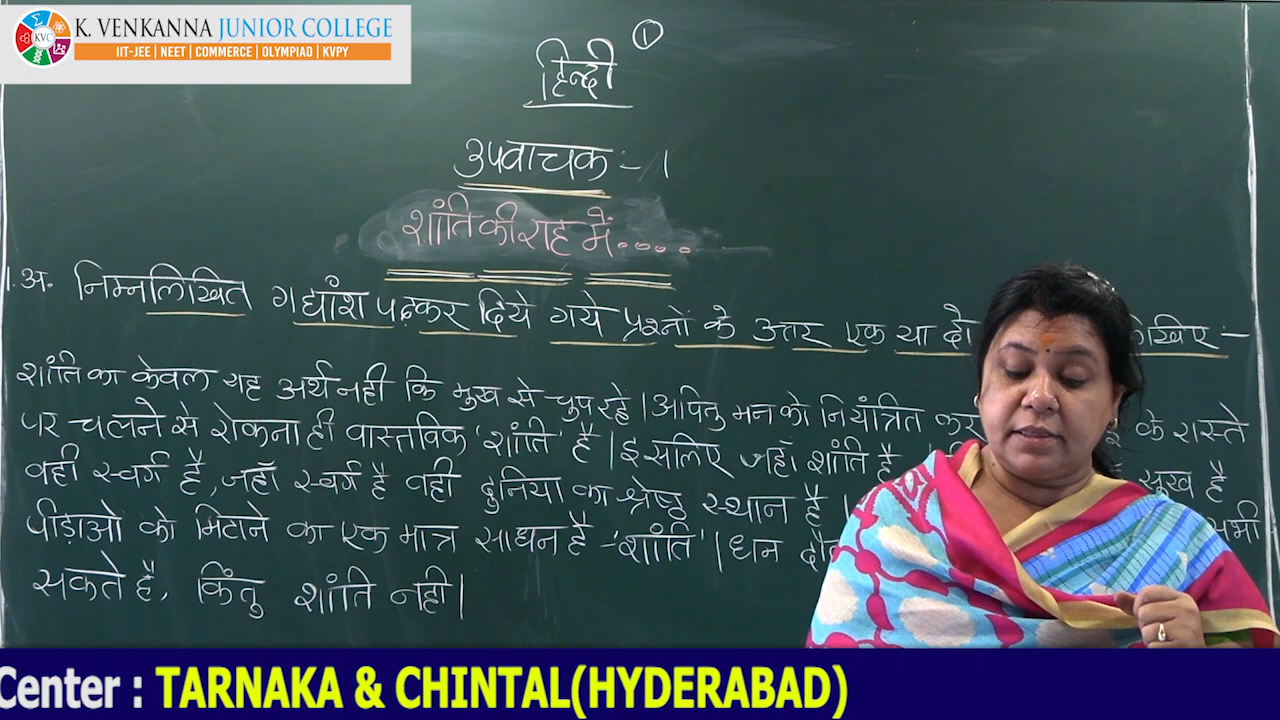 K. VENKANNA JUNIOR COLLEGE
KVC
IIT-JEE | NEET | COMMERCE | OLYMPIAD | KVPY
1
हिन्दी
उपवाचक :- 1
शांति की राह में....
1. अ. निम्नलिखित गद्यांश पढ़कर दिये गये प्रश्नों के उत्तर एक या दो :-
शांति का केवल यह अर्थ नही कि मुख से चुप रहे। अपितु मन को नियंत्रित के रास्ते
पर चलने से रोकना ही वास्तविक 'शांति' है। इसलिए जहाँ शांति है सुख है
वही स्वर्ग है, जहाँ स्वर्ग है वही दुनिया का श्रेष्ठ स्थान है। सभी
पीड़ाओ को मिटाने का एक मात्र साधन है - 'शांति'। धन
सकते है, किंतु शांति नही।
Center : TARNAKA & CHINTAL(HYDERABAD)